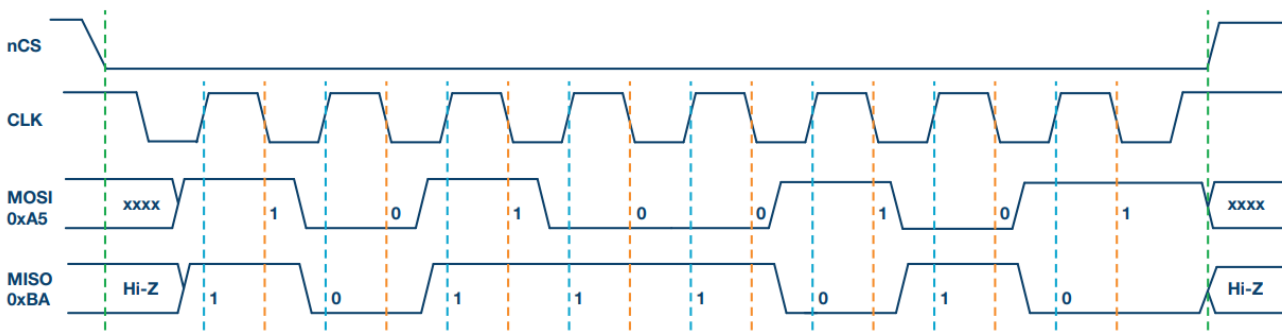 nCS
CLK
MOSI
0xA5
xxxx 1 0 1 0 0 1 0 1 xxxx
MISO
0xBA
Hi-Z 1 0 1 1 1 0 1 0 Hi-Z